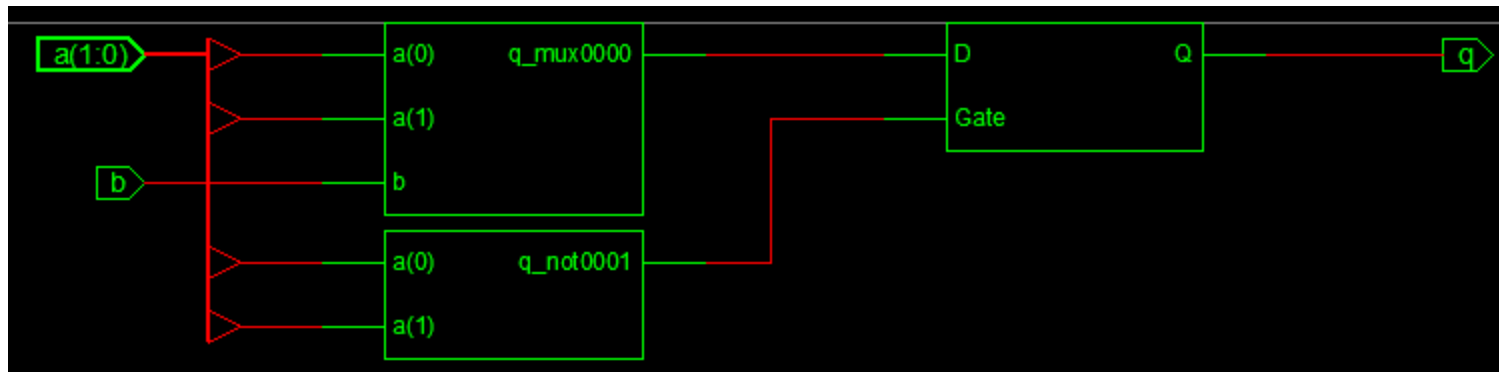 a(1:0)
a(0) q_mux0000
D Q
q
a(1)
Gate
b
b
a(0) q_not0001
a(1)